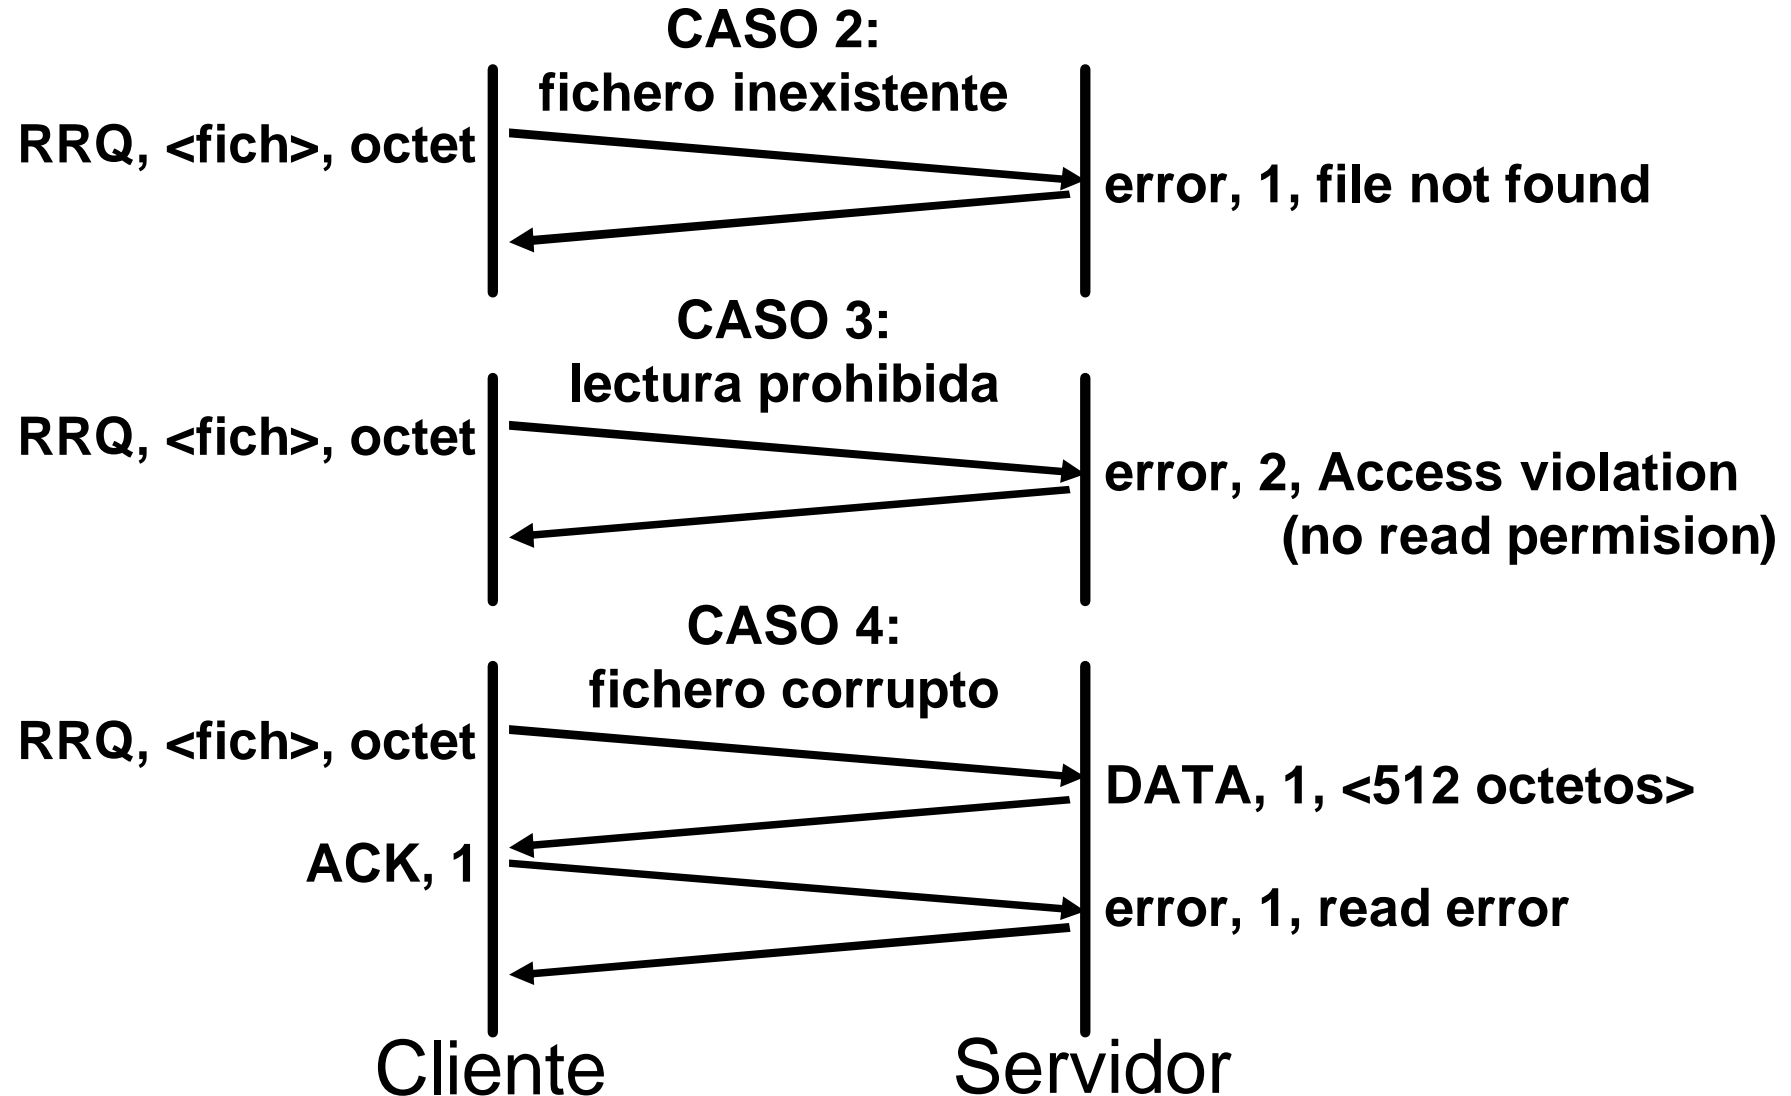 CASO 2:
fichero inexistente
RRQ, <fich>, octet
error, 1, file not found
CASO 3:
lectura prohibida
RRQ, <fich>, octet
error, 2, Access violation
(no read permision)
CASO 4:
fichero corrupto
RRQ, <fich>, octet
DATA, 1, <512 octetos>
ACK, 1
error, 1, read error
Cliente
Servidor